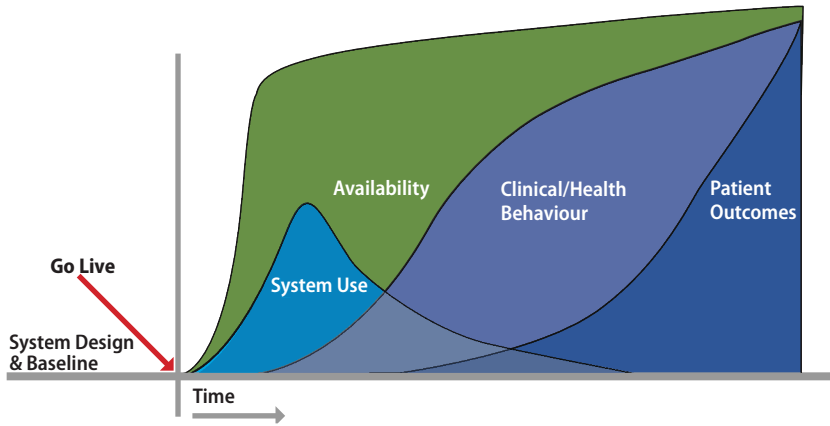 Availability
Clinical/Health
Behaviour
Patient
Outcomes
Go Live
System Use
System Design
& Baseline
Time